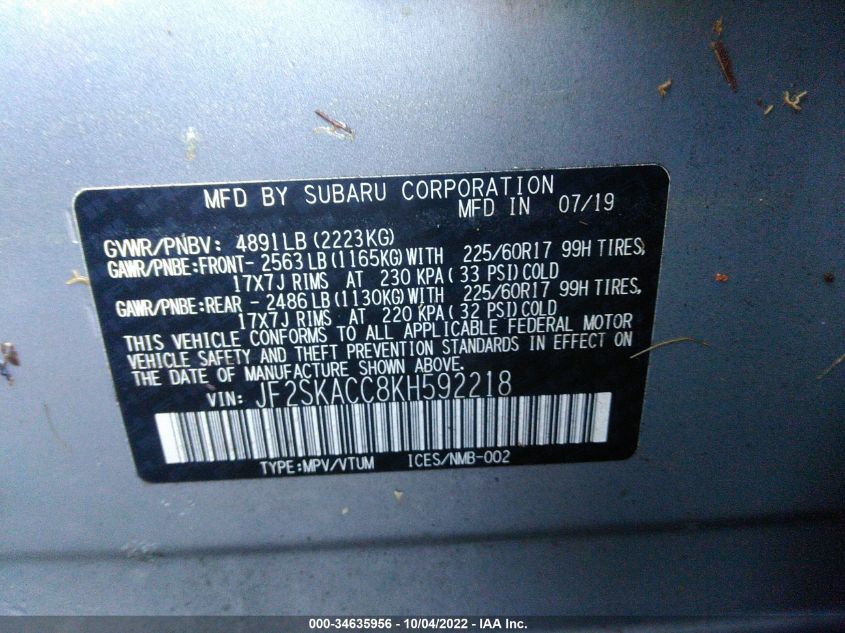 MFD BY SUBARU CORPORATION
MFD IN 07/19
GVWR/PNBV: 4891LB (2223KG)
GAWR/PNBE:FRONT- 2563LB (1165KG) WITH 225/60R17 99H TIRES,
17X7J RIMS AT 230 KPA ( 33 PSI) COLD
GAWR/PNBE:REAR - 2486LB (1130KG) WITH 225/60R17 99H TIRES,
17X7J RIMS AT 220 KPA ( 32 PSI) COLD
THIS VEHICLE CONFORMS TO ALL APPLICABLE FEDERAL MOTOR
VEHICLE SAFETY AND THEFT PREVENTION STANDARDS IN EFFECT ON
THE DATE OF MANUFACTURE SHOWN ABOVE.
VIN: JF2SKACC8KH592218
TYPE:MPV/VTUM ICES/NMB-002
000-34635956 - 10/04/2022 - IAA Inc.